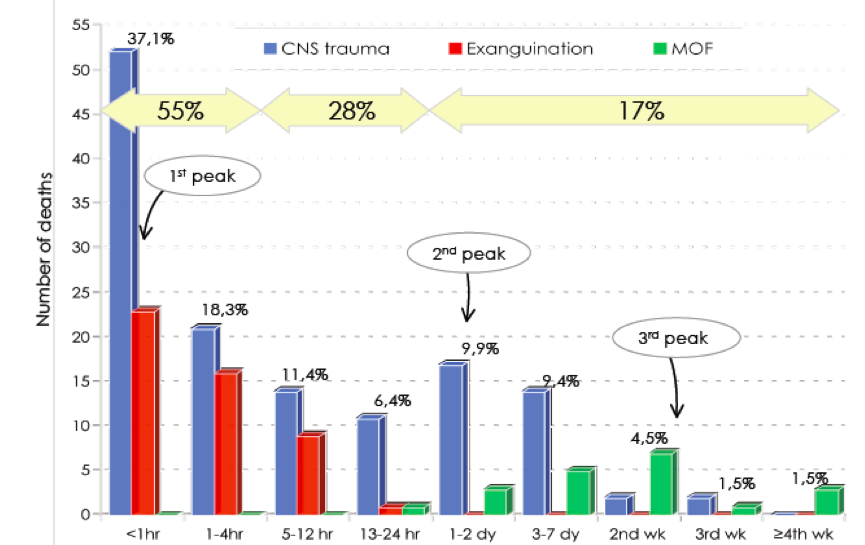 55
50
45
40
35
30
25
20
15
10
5
0
Number of deaths
CNS trauma
Exanguination
MOF
37,1%
55%
28%
17%
1st peak
2nd peak
3rd peak
18,3%
11,4%
6,4%
9,9%
9,4%
4,5%
1,5%
1,5%
<1hr
1-4hr
5-12 hr
13-24 hr
1-2 dy
3-7 dy
2nd wk
3rd wk
≥4th wk